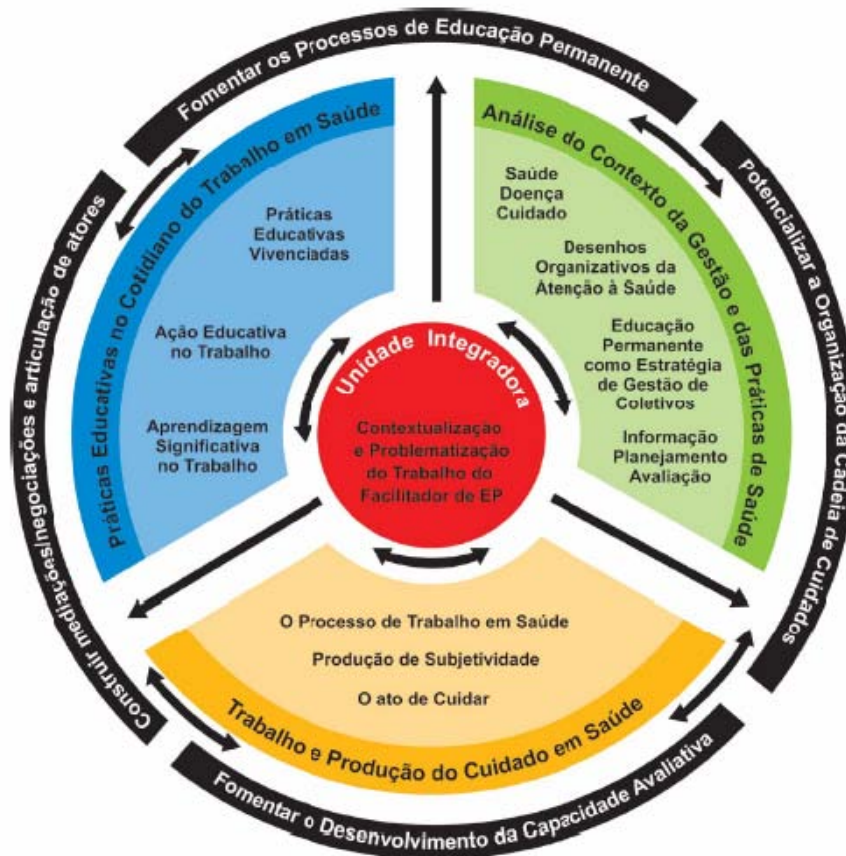 Fomentar os Processos de Educação Permanente
Potencializar a Organização da Cadeia de Cuidados
Fomentar o Desenvolvimento da Capacidade Avaliativa
Construir mediações/negociações e articulação de atores
Práticas Educativas no Cotidiano do Trabalho em Saúde
Práticas
Educativas
Vivenciadas
Ação Educativa
no Trabalho
Aprendizagem
Significativa
no Trabalho
Análise do Contexto da Gestão e das Práticas de Saúde
Saúde
Doença
Cuidado
Desenhos
Organizativos da
Atenção à Saúde
Educação
Permanente
como Estratégia
de Gestão de
Coletivos
Informação
Planejamento
Avaliação
Unidade Integradora
Contextualização
e Problematização
do Trabalho do
Facilitador de EP
O Processo de Trabalho em Saúde
Produção de Subjetividade
O ato de Cuidar
Trabalho e Produção do Cuidado em Saúde